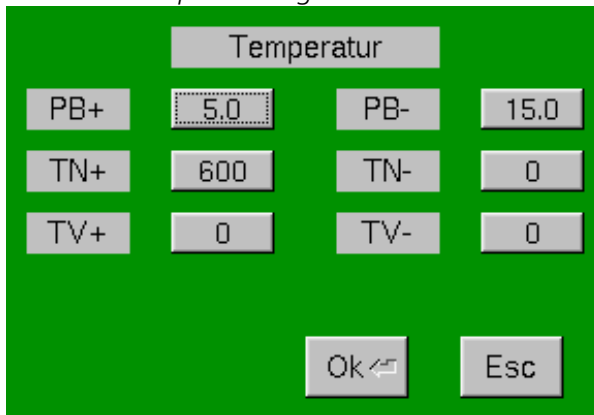 Temperatur
PB+ 5.0 PB- 15.0
TN+ 600 TN- 0
TV+ 0 TV- 0
Ok Esc